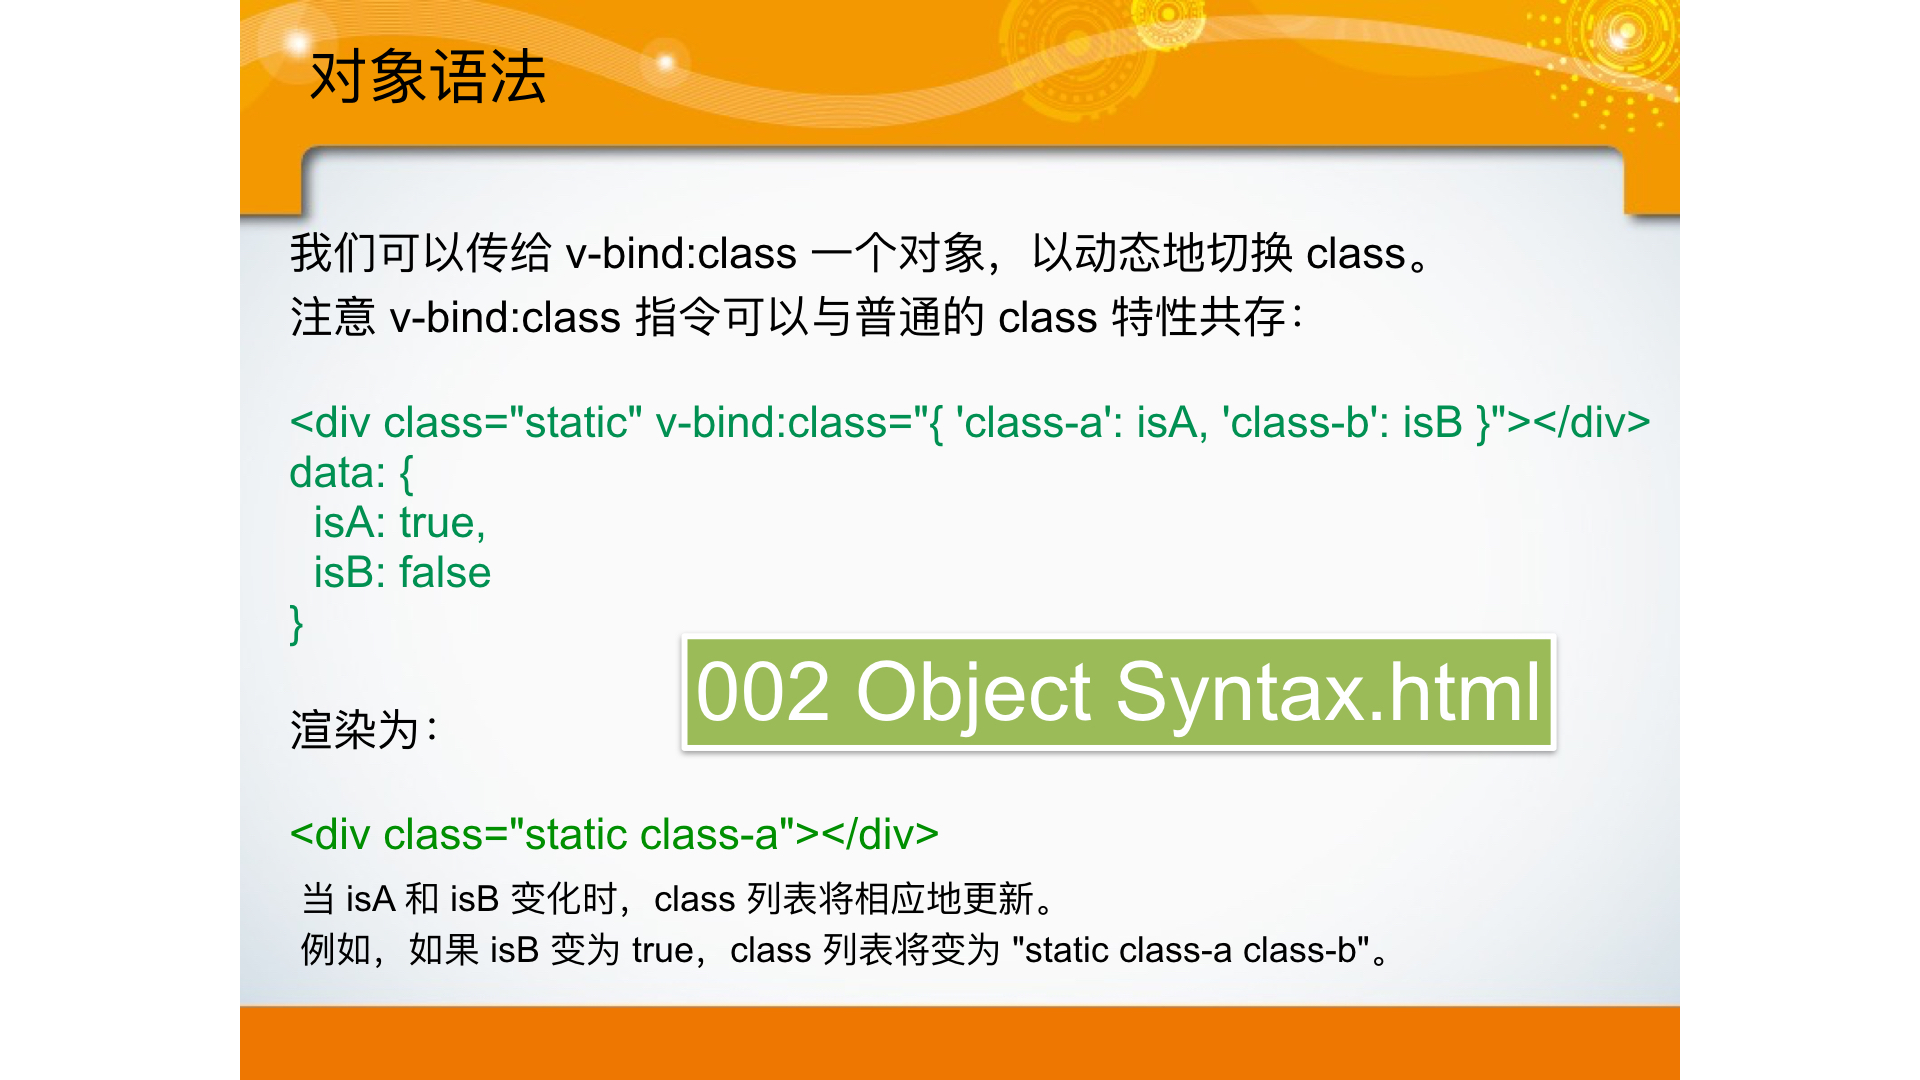 对象语法
我们可以传给 v-bind:class 一个对象，以动态地切换 class。
注意 v-bind:class 指令可以与普通的 class 特性共存：
<div class="static" v-bind:class="{ 'class-a': isA, 'class-b': isB }"></div>
data: {
  isA: true,
  isB: false
}
002 Object Syntax.html
渲染为：
<div class="static class-a"></div>
当 isA 和 isB 变化时，class 列表将相应地更新。
例如，如果 isB 变为 true，class 列表将变为 "static class-a class-b"。